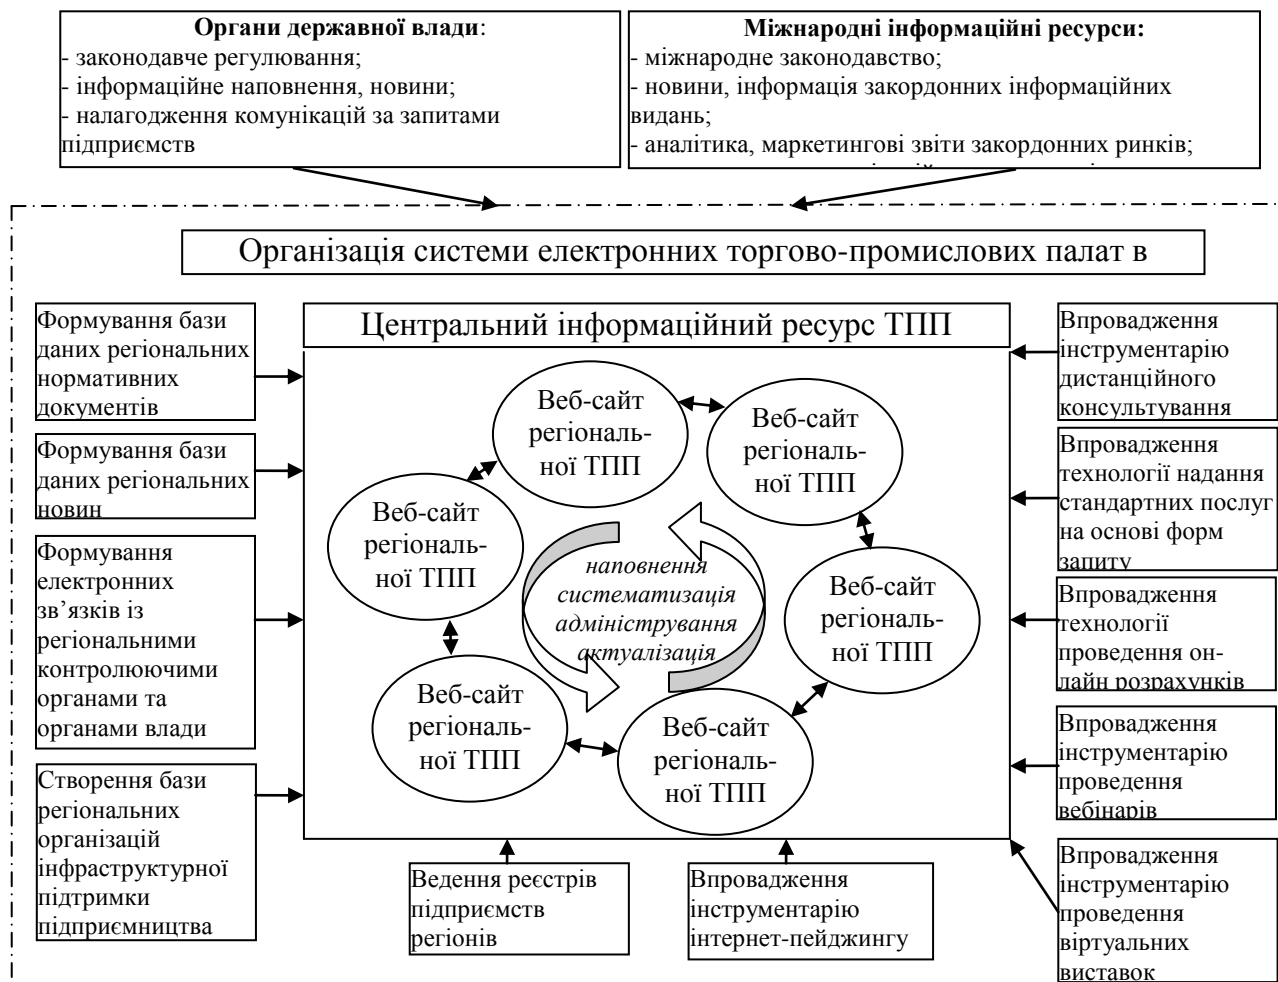 Органи державної влади:
- законодавче регулювання;
- інформаційне наповнення, новини;
- налагодження комунікацій за запитами
підприємств
Міжнародні інформаційні ресурси:
- міжнародне законодавство;
- новини, інформація закордонних інформаційних
видань;
- аналітика, маркетингові звіти закордонних ринків;
Організація системи електронних торгово-промислових палат в
Центральний інформаційний ресурс ТПП
Формування бази
даних регіональних
нормативних
документів
Формування бази
даних регіональних
новин
Формування
електронних
зв’язків із
регіональними
контролюючими
органами та
органами влади
Створення бази
регіональних
організацій
інфраструктурної
підтримки
підприємництва
Веб-сайт
регіональ-
ної ТПП
Веб-сайт
регіональ-
ної ТПП
Веб-сайт
регіональ-
ної ТПП
Веб-сайт
регіональ-
ної ТПП
Веб-сайт
регіональ-
ної ТПП
Веб-сайт
регіональ-
ної ТПП
наповнення
систематизація
адміністрування
актуалізація
Впровадження
інструментарію
дистанційного
консультування
Впровадження
технології надання
стандартних послуг
на основі форм
запиту
Впровадження
технології
проведення он-
лайн розрахунків
Впровадження
інструментарію
проведення
вебінарів
Впровадження
інструментарію
проведення
віртуальних
виставок
Ведення реєстрів
підприємств
регіонів
Впровадження
інструментарію
інтернет-пейджингу